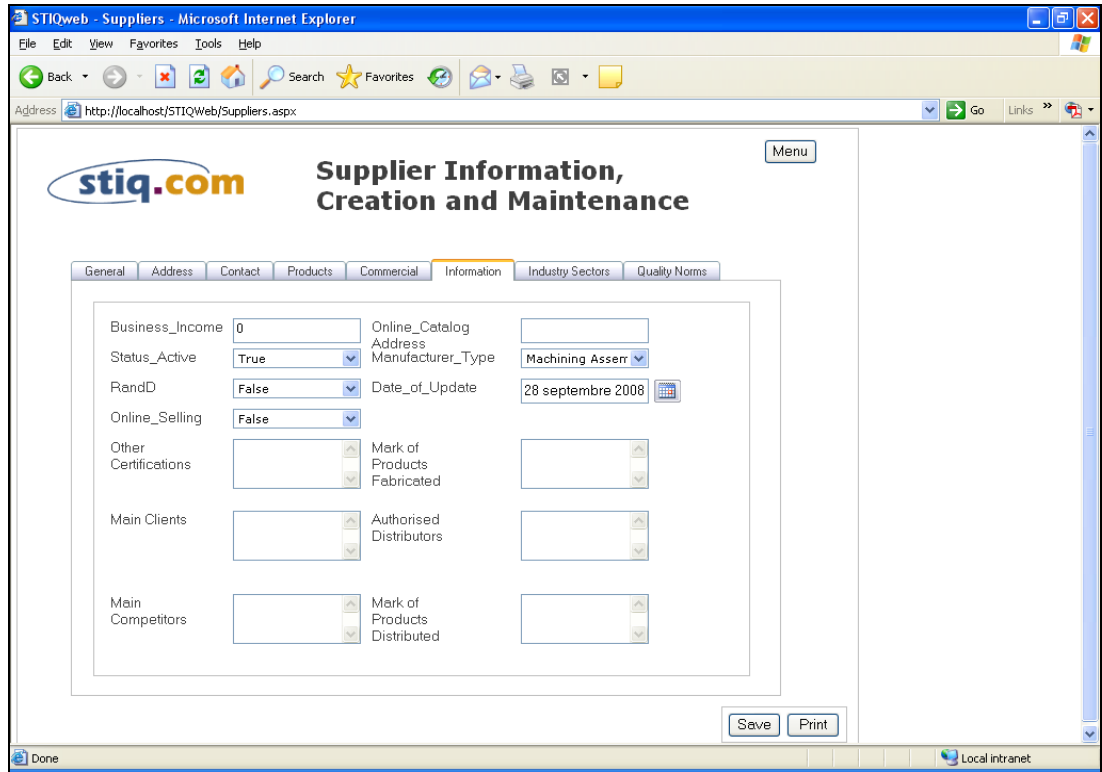 STIQweb - Suppliers - Microsoft Internet Explorer
File Edit View Favorites Tools Help
Back Search Favorites
Address http://localhost/STIQWeb/Suppliers.aspx Go Links »
Menu
stiq.com
Supplier Information,
Creation and Maintenance
General Address Contact Products Commercial Information Industry Sectors Quality Norms
Business_Income 0 Online_Catalog
Address
Status_Active True Manufacturer_Type Machining Assem
RandD False Date_of_Update 28 septembre 2008
Online_Selling False
Other
Certifications
Mark of
Products
Fabricated
Main Clients
Authorised
Distributors
Main
Competitors
Mark of
Products
Distributed
Save Print
Done Local intranet